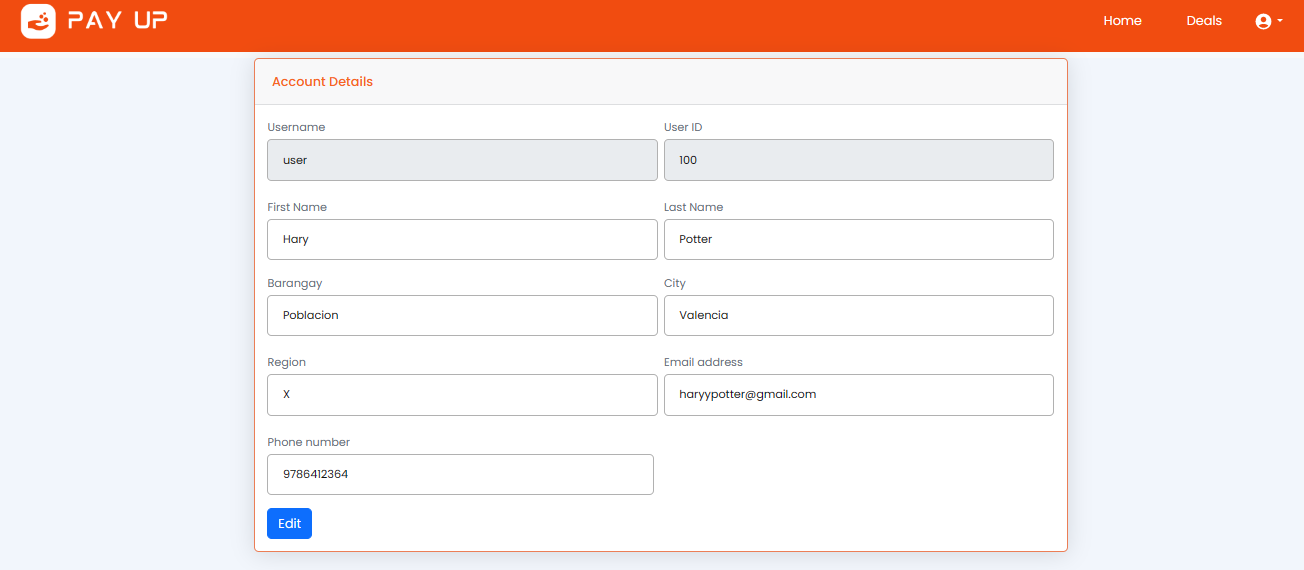 PAY UP
Home Deals
Account Details
Username User ID
user 100
First Name Last Name
Hary Potter
Barangay City
Poblacion Valencia
Region Email address
X haryypotter@gmail.com
Phone number
9786412364
Edit